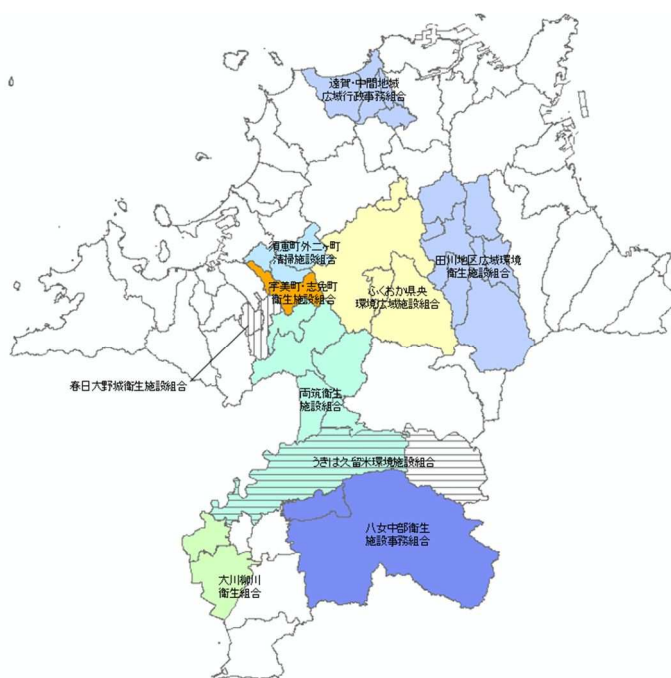 遠賀・中間地域
広域行政事務組合
須恵町外二ヶ町
清掃施設組合
宇美町・志免町
衛生施設組合
ふくおか県央
環境広域施設組合
田川地区広域環境
衛生施設組合
春日大野城衛生施設組合
両筑衛生
施設組合
うきは久留米環境施設組合
八女中部衛生
施設事務組合
大川柳川
衛生組合